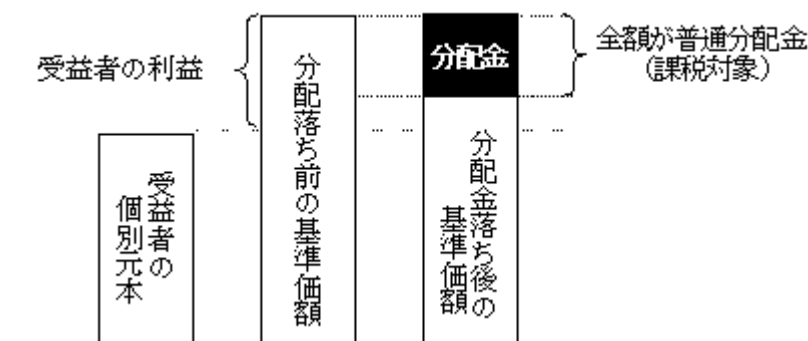 受益者の利益
分配落ち前の基準価額
分配金
全額が普通分配金
(課税対象)
受益者の
個別元本
分配金落ち後の
基準価額